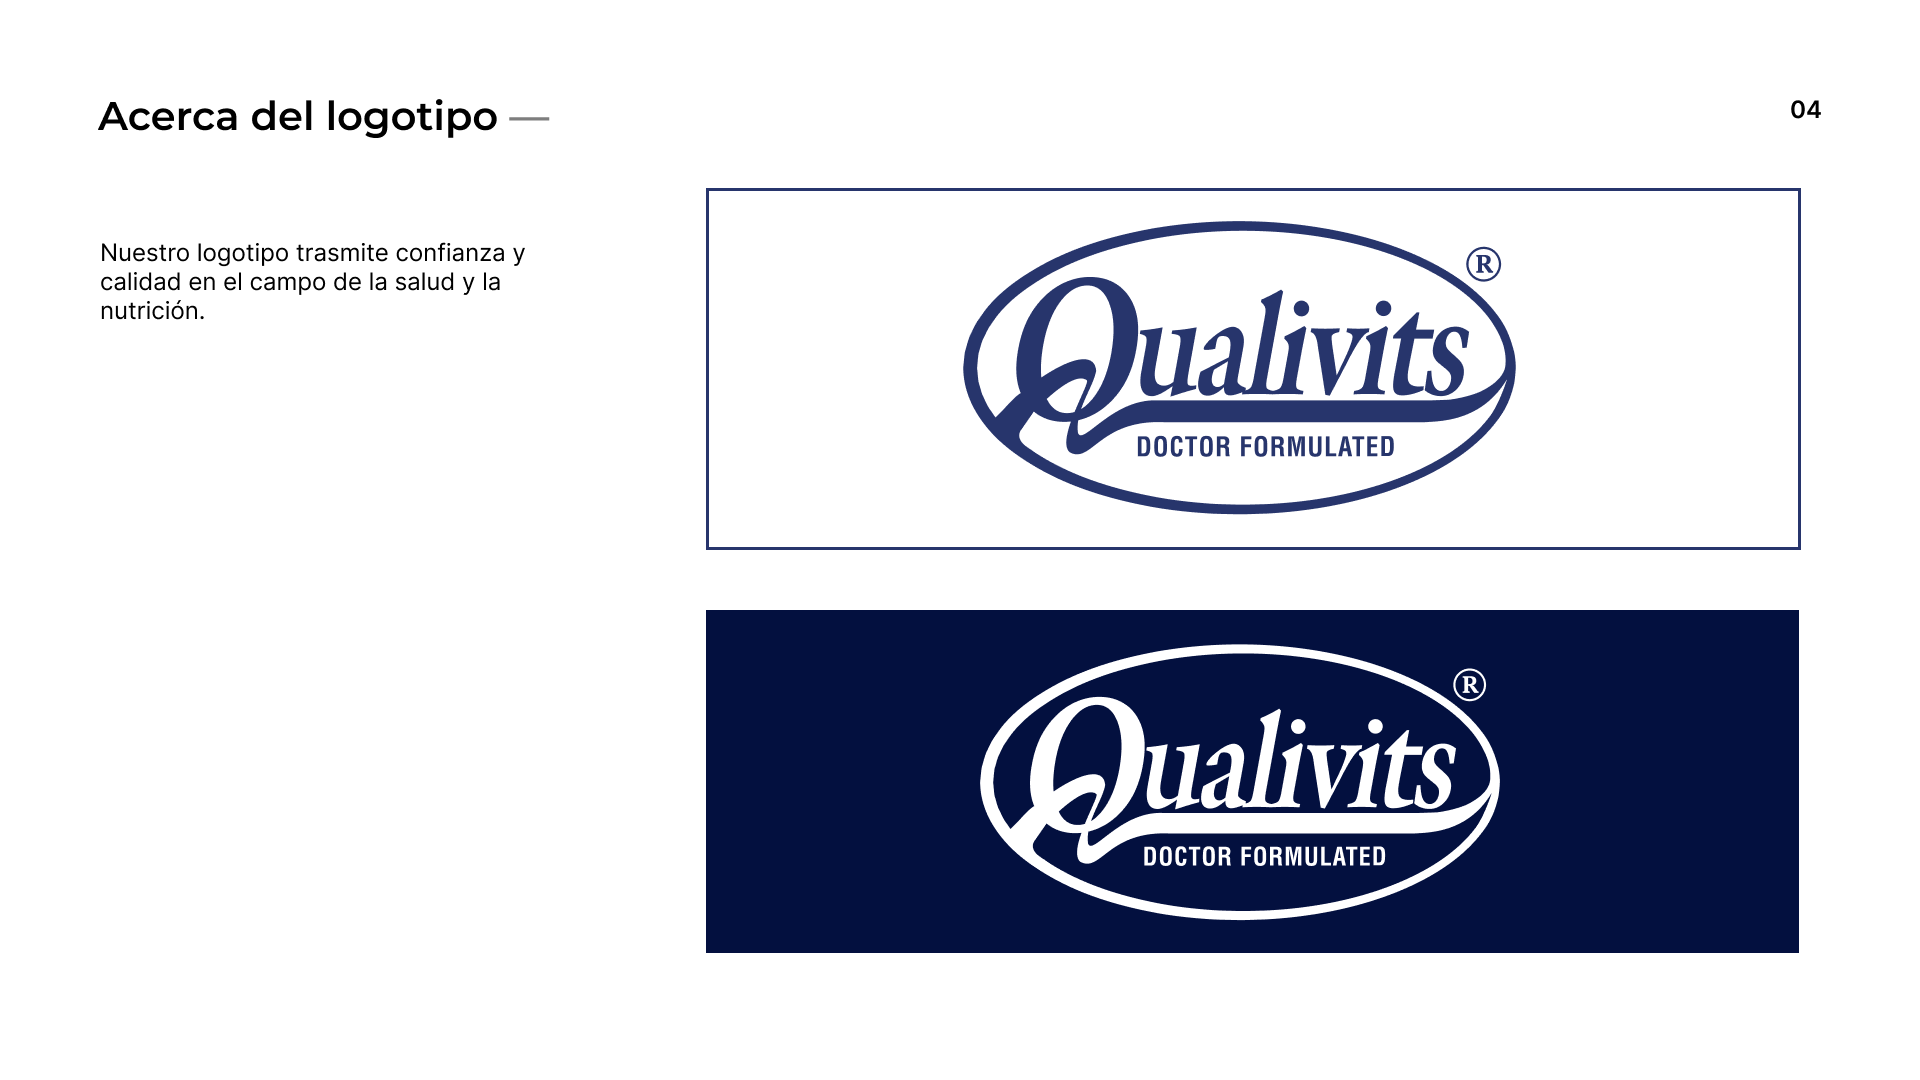 Acerca del logotipo —
04
Nuestro logotipo trasmite confianza y
calidad en el campo de la salud y la
nutrición.
Qualivits ®
DOCTOR FORMULATED
Qualivits ®
DOCTOR FORMULATED